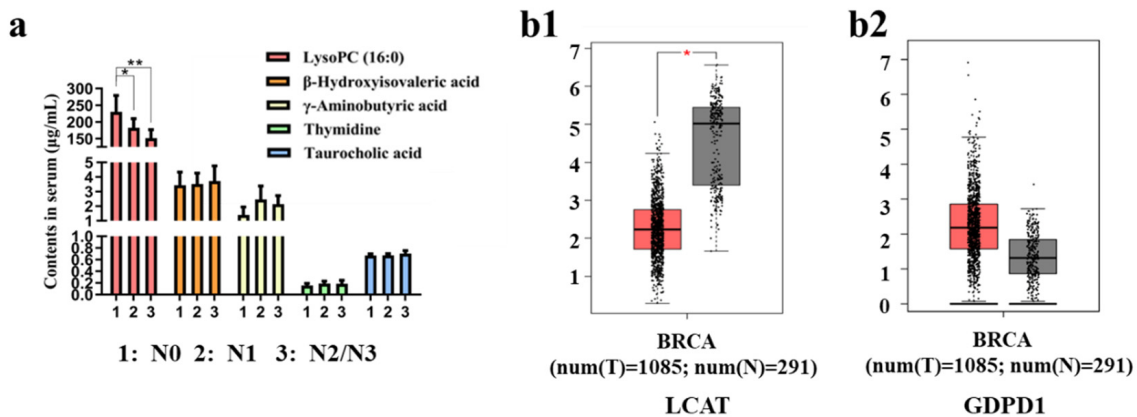 a
b1
b2
LysoPC (16:0)
β-Hydroxyisovaleric acid
γ-Aminobutyric acid
Thymidine
Taurocholic acid
**
*
Contents in serum (μg/mL)
300
250
200
150
5
4
3
2
1
1.0
0.8
0.6
0.4
0.2
0.0
1 2 3 1 2 3 1 2 3 1 2 3 1 2 3
1: N0 2: N1 3: N2/N3
7
6
5
4
3
2
1
*
BRCA
(num(T)=1085; num(N)=291)
LCAT
7
6
5
4
3
2
1
0
BRCA
(num(T)=1085; num(N)=291)
GDPD1